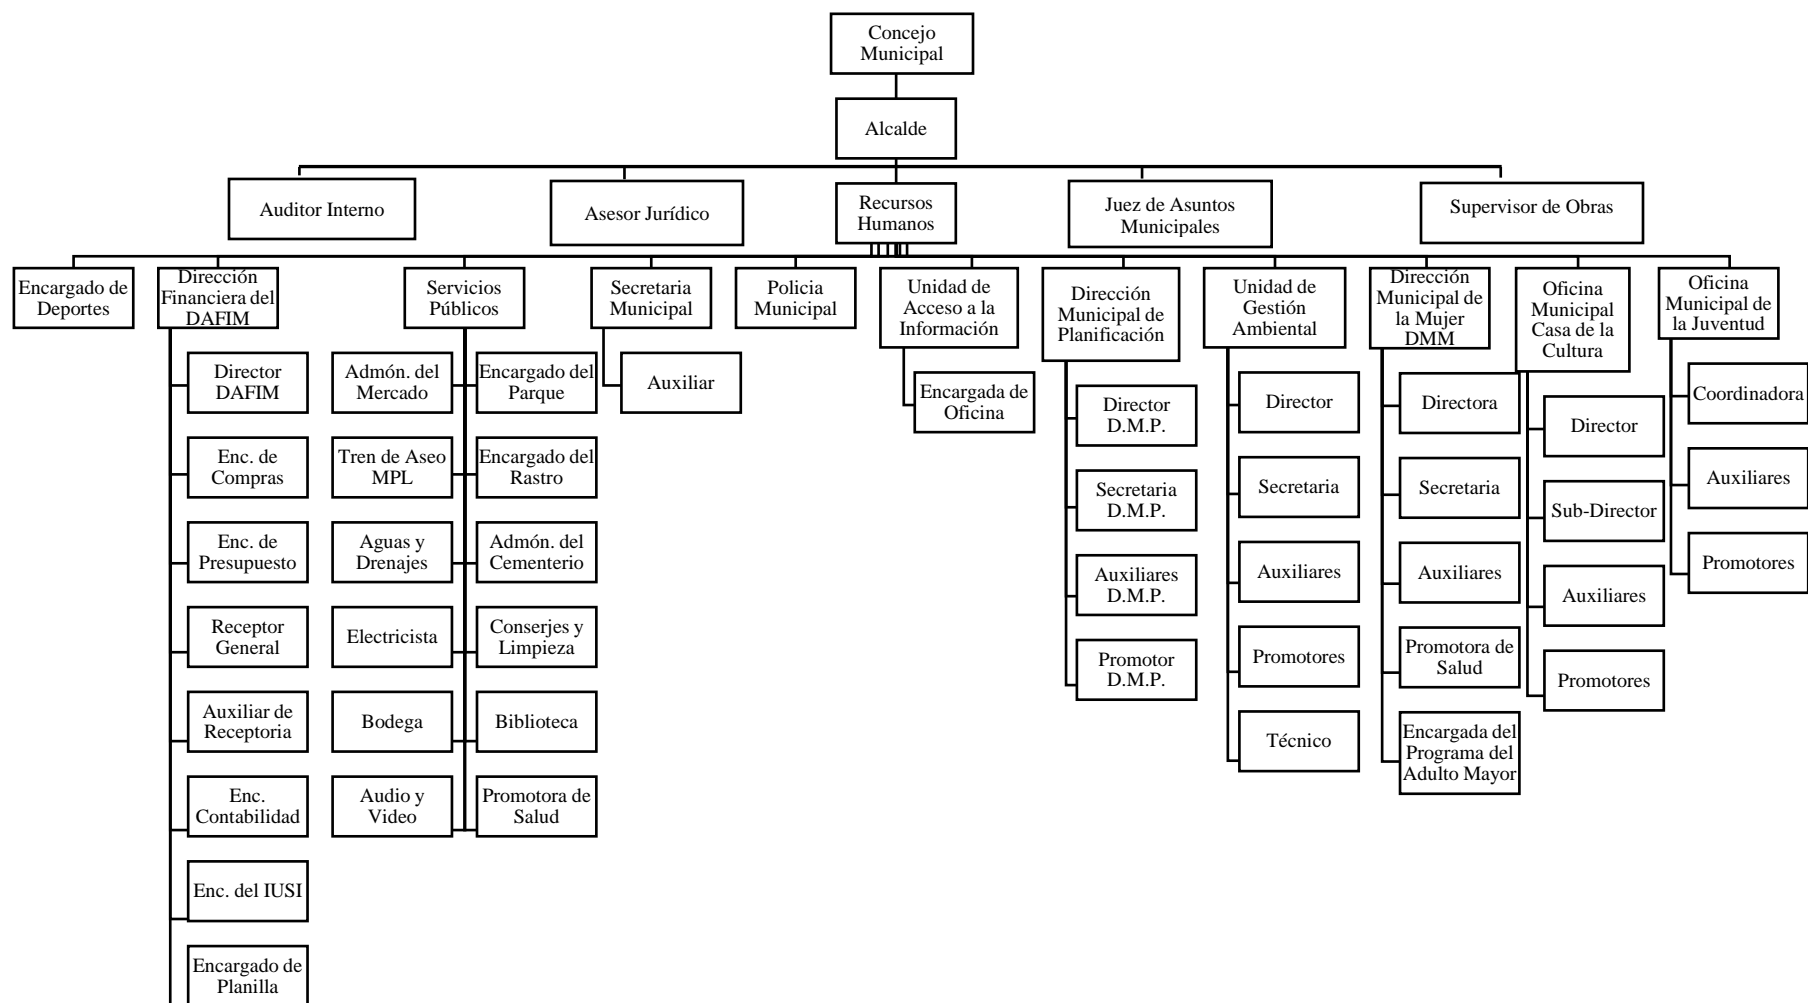 Concejo
Municipal
Alcalde
Auditor Interno
Asesor Jurídico
Recursos
Humanos
Juez de Asuntos
Municipales
Supervisor de Obras
Encargado de
Deportes
Dirección
Financiera del
DAFIM
Servicios
Públicos
Secretaria
Municipal
Policia
Municipal
Unidad de
Acceso a la
Información
Dirección
Municipal de
Planificación
Unidad de
Gestión
Ambiental
Dirección
Municipal de
la Mujer
DMM
Oficina
Municipal
Casa de la
Cultura
Oficina
Municipal de
la Juventud
Director
DAFIM
Enc. de
Compras
Enc. de
Presupuesto
Receptor
General
Auxiliar de
Receptoria
Enc.
Contabilidad
Enc. del IUSI
Encargado de
Planilla
Admón. del
Mercado
Encargado del
Parque
Tren de Aseo
MPL
Encargado del
Rastro
Aguas y
Drenajes
Admón. del
Cementerio
Electricista
Conserjes y
Limpieza
Bodega
Biblioteca
Audio y
Video
Promotora de
Salud
Auxiliar
Encargada de
Oficina
Director
D.M.P.
Secretaria
D.M.P.
Auxiliares
D.M.P.
Promotor
D.M.P.
Director
Secretaria
Auxiliares
Promotores
Técnico
Directora
Secretaria
Auxiliares
Promotora de
Salud
Encargada del
Programa del
Adulto Mayor
Director
Sub-Director
Auxiliares
Promotores
Coordinadora
Auxiliares
Promotores